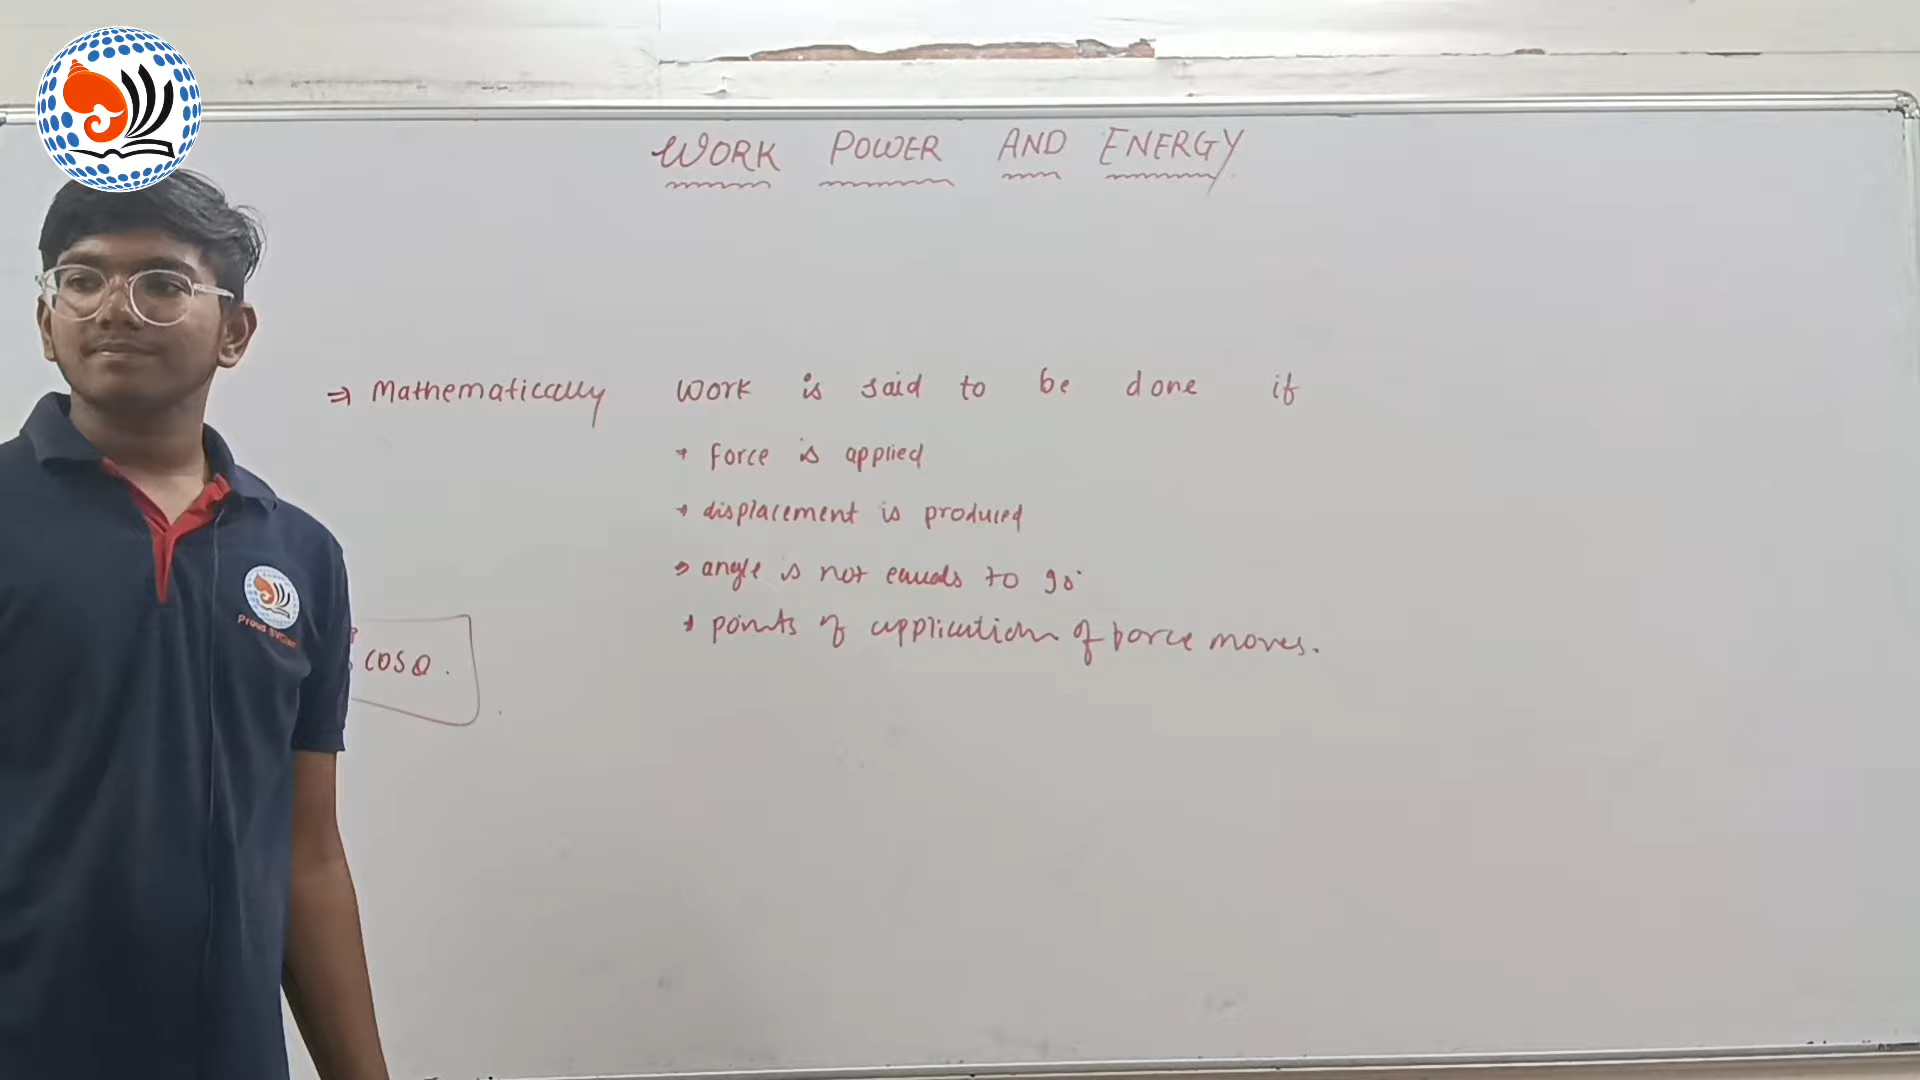 WORK POWER AND ENERGY
⇒ Mathematically work is said to be done if
→ force is applied
→ displacement is produced
→ angle is not equals to 90°
→ points of application of force moves.
cosθ.
Proud